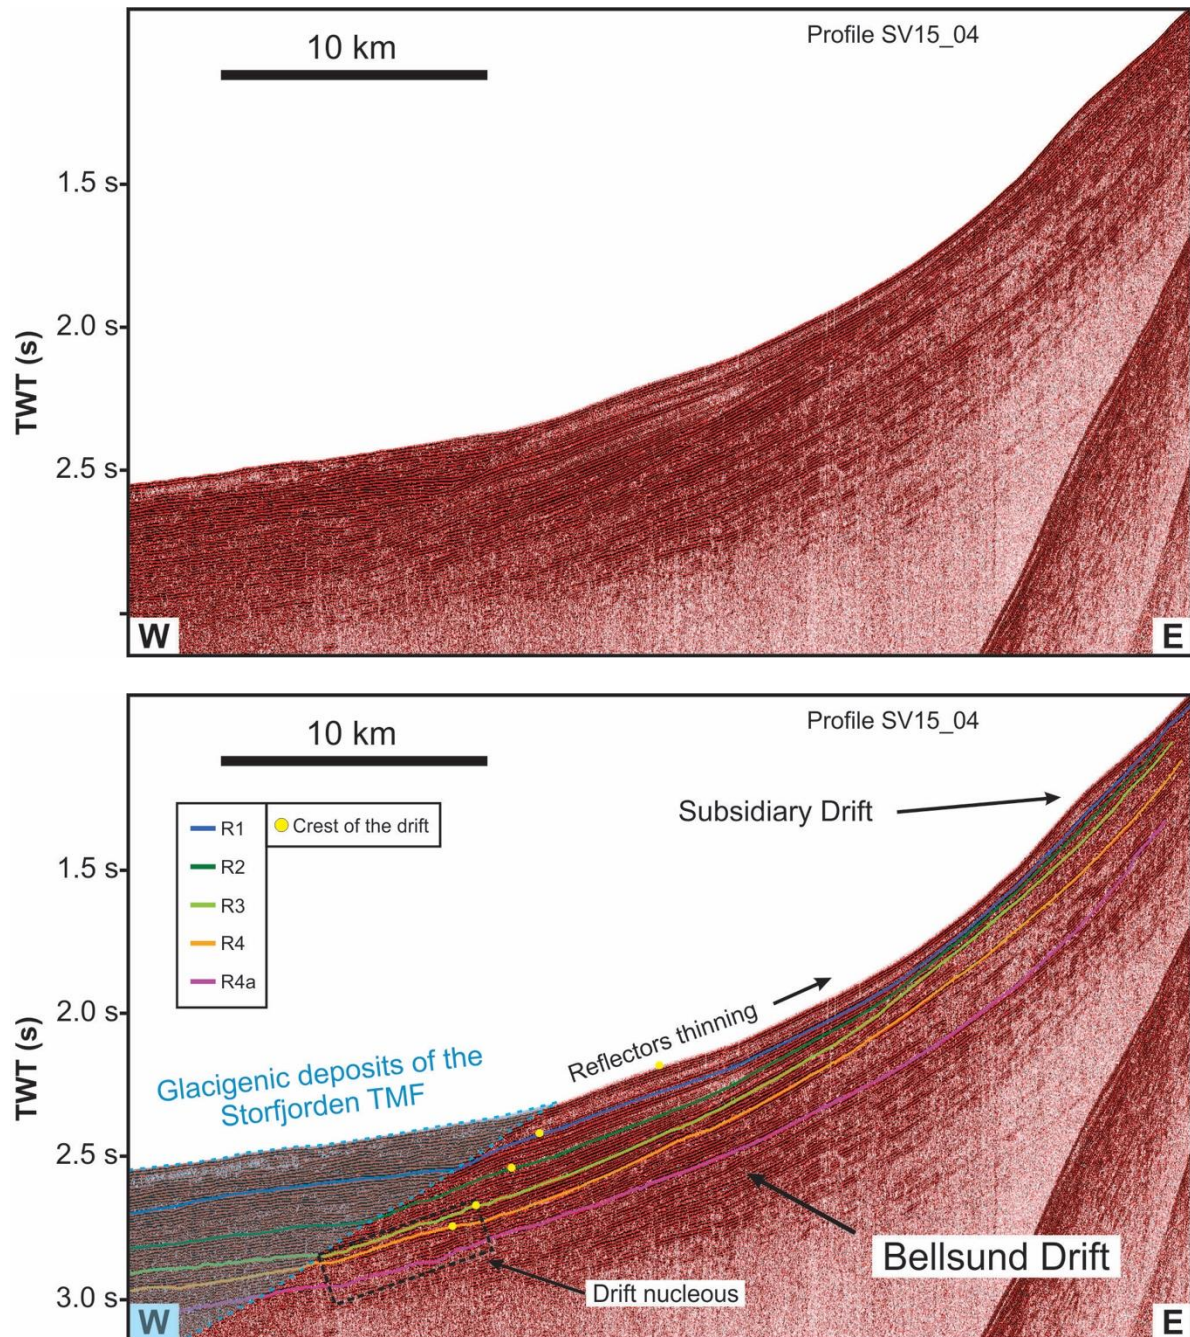 Profile SV15_04
10 km
1.5 s
2.0 s
TWT (s)
2.5 s
W
E
Profile SV15_04
10 km
Subsidiary Drift
R1
Crest of the drift
R2
R3
R4
R4a
1.5 s
2.0 s
TWT (s)
Reflectors thinning
Glacigenic deposits of the
Storfjorden TMF
2.5 s
Bellsund Drift
Drift nucleous
3.0 s
W
E